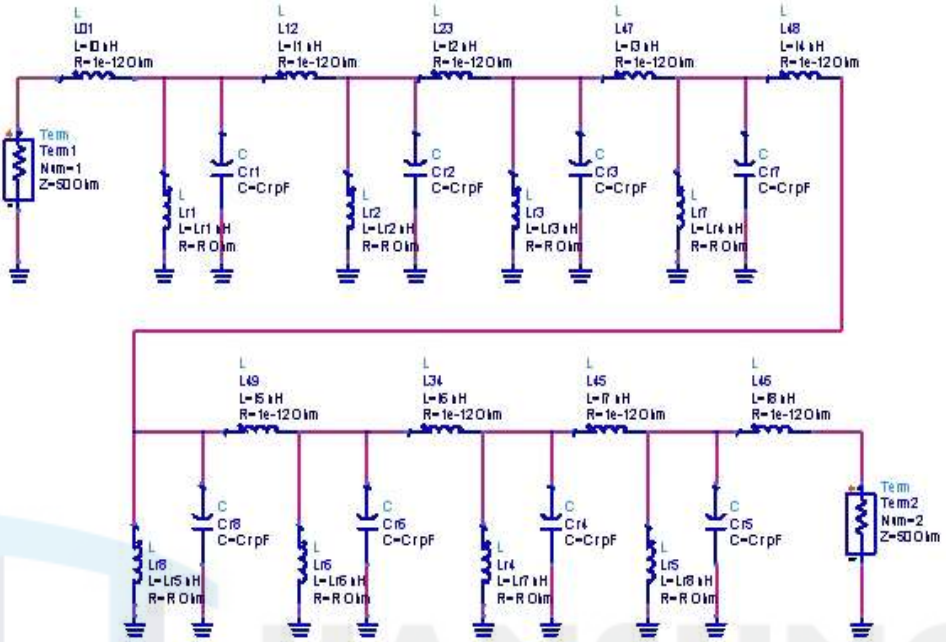 L
L01
L=l0 nH
R=1e-12 Ohm
L
L12
L=l1 nH
R=1e-12 Ohm
L
L23
L=l2 nH
R=1e-12 Ohm
L
L47
L=l3 nH
R=1e-12 Ohm
L
L48
L=l4 nH
R=1e-12 Ohm
Term
Term1
Num=1
Z=50 Ohm
C
Cr1
C=Cr pF
C
Cr2
C=Cr pF
C
Cr3
C=Cr pF
C
Cr7
C=Cr pF
L
Lr1
L=Lr1 nH
R=R Ohm
L
Lr2
L=Lr2 nH
R=R Ohm
L
Lr3
L=Lr3 nH
R=R Ohm
L
Lr7
L=Lr4 nH
R=R Ohm
L
L49
L=l5 nH
R=1e-12 Ohm
L
L34
L=l6 nH
R=1e-12 Ohm
L
L45
L=l7 nH
R=1e-12 Ohm
L
L46
L=l8 nH
R=1e-12 Ohm
C
Cr8
C=Cr pF
C
Cr6
C=Cr pF
C
Cr4
C=Cr pF
C
Cr5
C=Cr pF
Term
Term2
Num=2
Z=50 Ohm
L
Lr8
L=Lr5 nH
R=R Ohm
L
Lr6
L=Lr6 nH
R=R Ohm
L
Lr4
L=Lr7 nH
R=R Ohm
L
Lr5
L=Lr8 nH
R=R Ohm